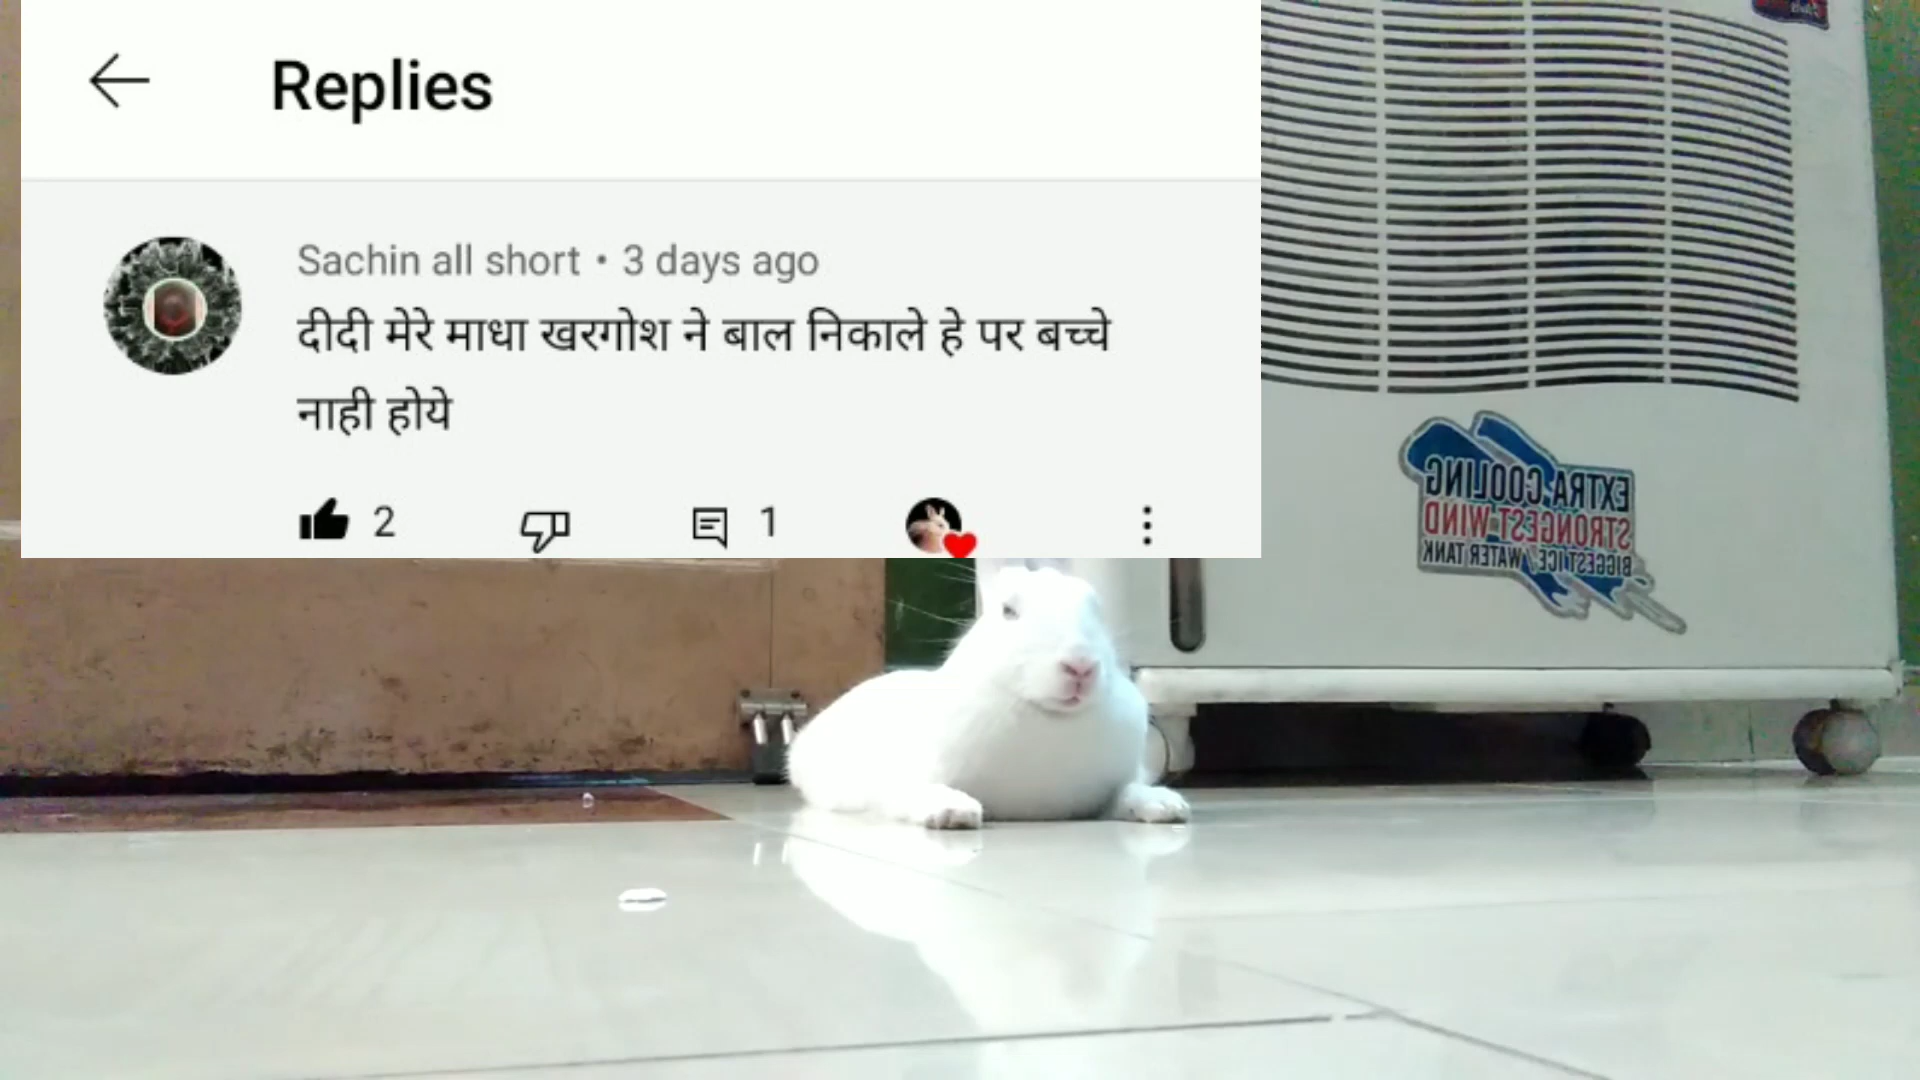 Replies
Sachin all short • 3 days ago
दीदी मेरे माधा खरगोश ने बाल निकाले हे पर बच्चे
नाही होये
2
1
EXTRA COOLING
STRONGEST WIND
BIGGEST ICE/WATER TANK